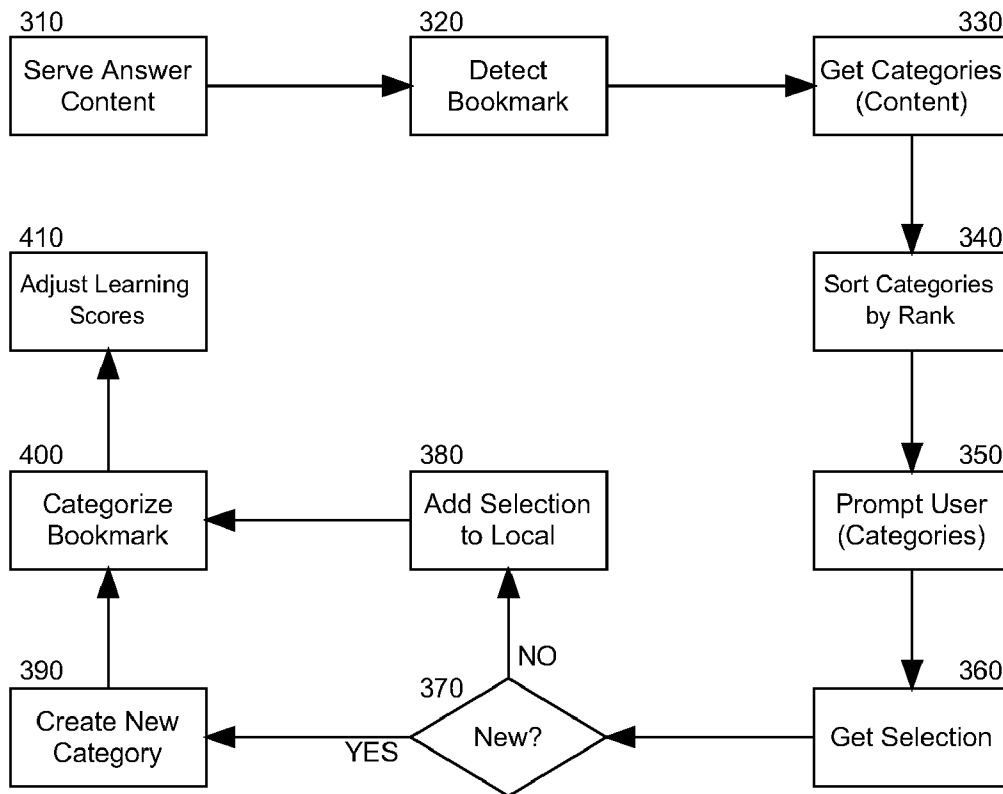 310
Serve Answer
Content
320
Detect
Bookmark
330
Get Categories
(Content)
410
Adjust Learning
Scores
340
Sort Categories
by Rank
400
Categorize
Bookmark
380
Add Selection
to Local
350
Prompt User
(Categories)
390
Create New
Category
YES
370
New?
NO
360
Get Selection